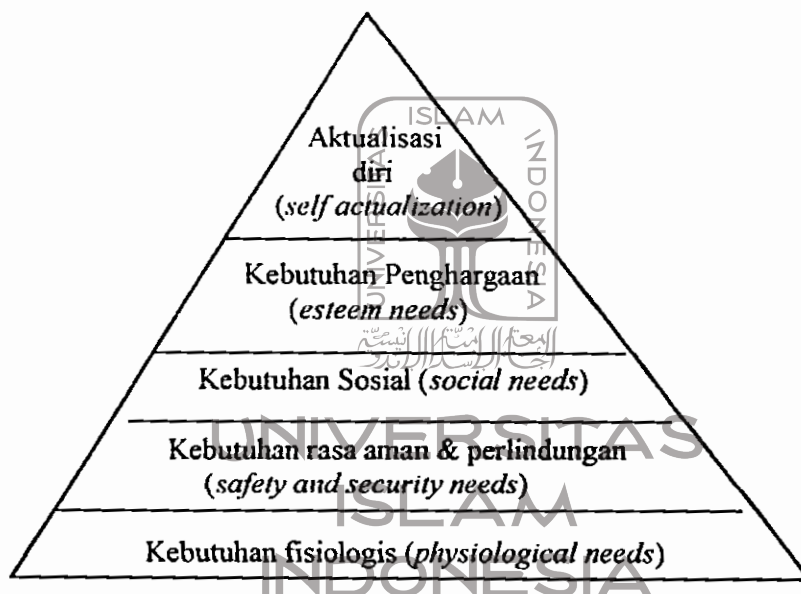 ISLAM
UNIVERSITAS
INDONESIA
Aktualisasi
diri
(self actualization)
Kebutuhan Penghargaan
(esteem needs)
Kebutuhan Sosial (social needs)
UNIVERSITAS
Kebutuhan rasa aman & perlindungan
(safety and security needs)
ISLAM
Kebutuhan fisiologis (physiological needs)
INDONESIA